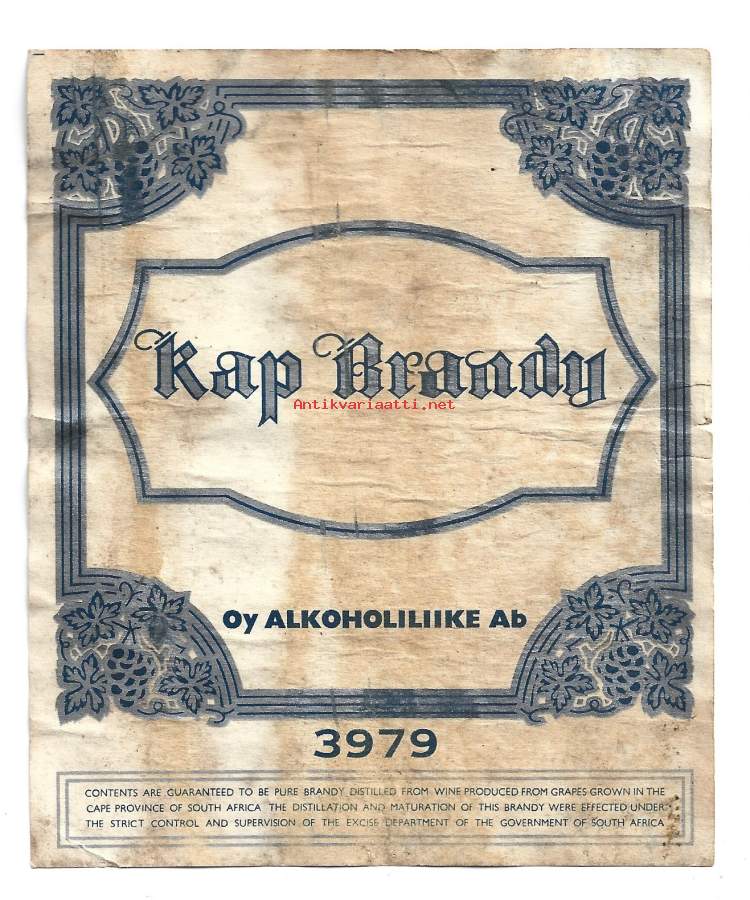 Kap Brandy
Antikvariaatti.net
Oy ALKOHOLILIIKE Ab
3979
CONTENTS ARE GUARANTEED TO BE PURE BRANDY DISTILLED FROM WINE PRODUCED FROM GRAPES GROWN IN THE
CAPE PROVINCE OF SOUTH AFRICA THE DISTILLATION AND MATURATION OF THIS BRANDY WERE EFFECTED UNDER
THE STRICT CONTROL AND SUPERVISION OF THE EXCISE DEPARTMENT OF THE GOVERNMENT OF SOUTH AFRICA